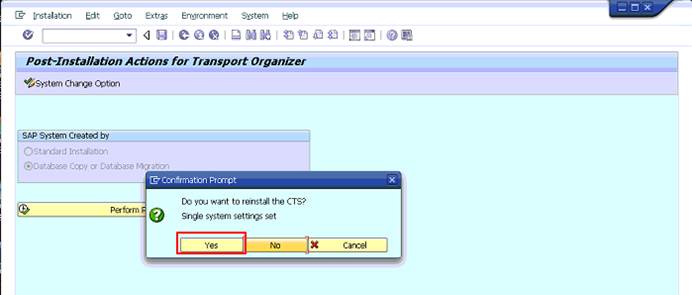 Installation Edit Goto Extras Environment System Help
Post-Installation Actions for Transport Organizer
System Change Option
SAP System Created by
Standard Installation
Database Copy or Database Migration
Perform P
Confirmation Prompt
Do you want to reinstall the CTS?
Single system settings set
Yes No Cancel